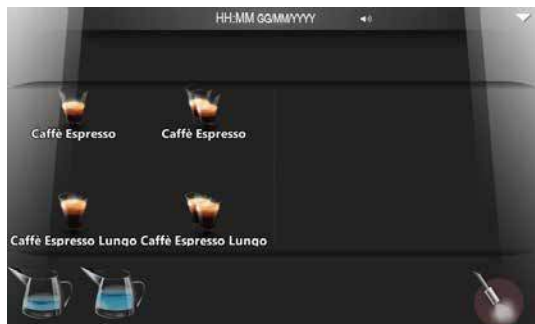 HH:MM GG/MM/YYYY
Caffè Espresso Caffè Espresso
Caffè Espresso Lungo Caffè Espresso Lungo